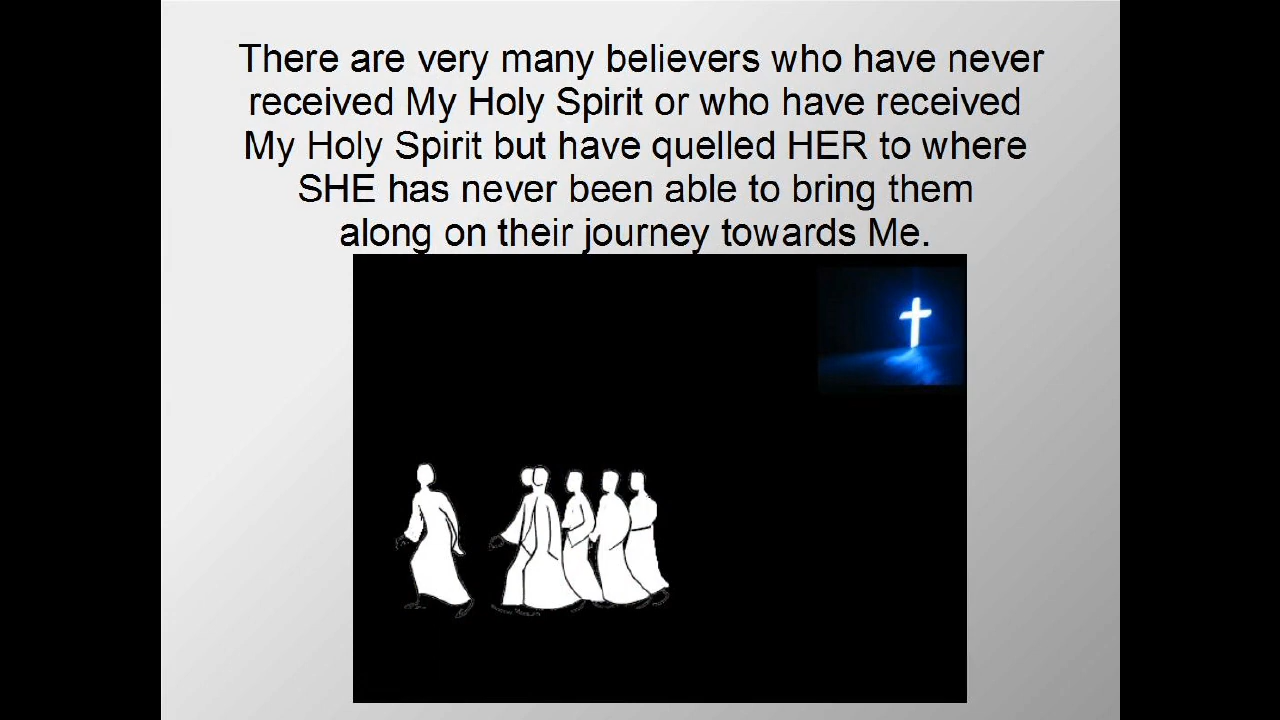 There are very many believers who have never
received My Holy Spirit or who have received
My Holy Spirit but have quelled HER to where
SHE has never been able to bring them
along on their journey towards Me.